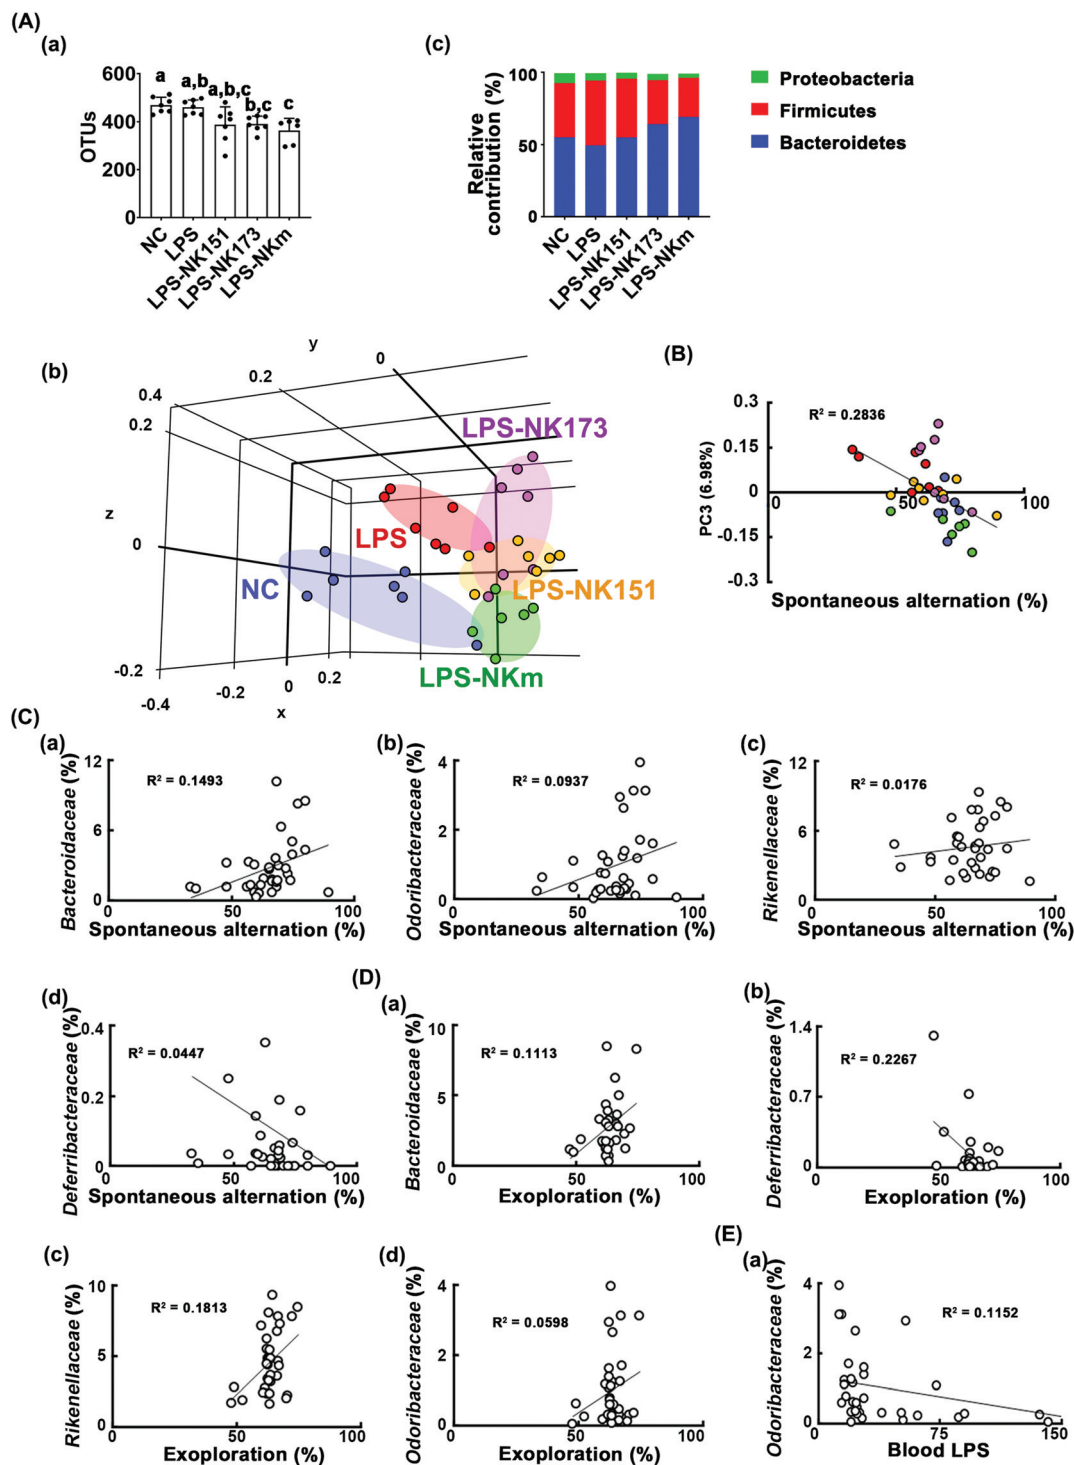 (A)
(a)
OTUs
600
400
200
0
a
a,b
a,b,c
b,c
c
NC
LPS
LPS-NK151
LPS-NK173
LPS-NKm
(c)
Relative
contribution (%)
100
50
0
NC
LPS
LPS-NK151
LPS-NK173
LPS-NKm
Proteobacteria
Firmicutes
Bacteroidetes
(b)
y
0
0.2
0.4
0.2
z
0
-0.2
-0.4
-0.2
0
0.2
x
LPS-NK173
LPS
NC
LPS-NK151
LPS-NKm
(B)
PC3 (6.98%)
0.3
0.15
0
-0.15
-0.3
R² = 0.2836
0
50
100
Spontaneous alternation (%)
(C)
(a)
Bacteroidaceae (%)
12
6
0
R² = 0.1493
50
100
Spontaneous alternation (%)
(b)
Odoribacteraceae (%)
4
2
0
R² = 0.0937
0
50
100
Spontaneous alternation (%)
(c)
Rikenellaceae (%)
12
6
0
R² = 0.0176
0
50
100
Spontaneous alternation (%)
(d)
Deferribacteraceae (%)
0.4
0.2
0
R² = 0.0447
0
50
100
Spontaneous alternation (%)
(D)
(a)
Bacteroidaceae (%)
10
5
0
R² = 0.1113
0
50
100
Exoploration (%)
(b)
Deferribacteraceae (%)
1.4
0.7
0
R² = 0.2267
0
50
100
Exoploration (%)
(c)
Rikenellaceae (%)
10
5
0
R² = 0.1813
0
50
100
Exoploration (%)
(d)
Odoribacteraceae (%)
4
2
0
R² = 0.0598
0
50
100
Exoploration (%)
(E)
(a)
Odoribacteraceae (%)
4
2
0
R² = 0.1152
0
75
150
Blood LPS